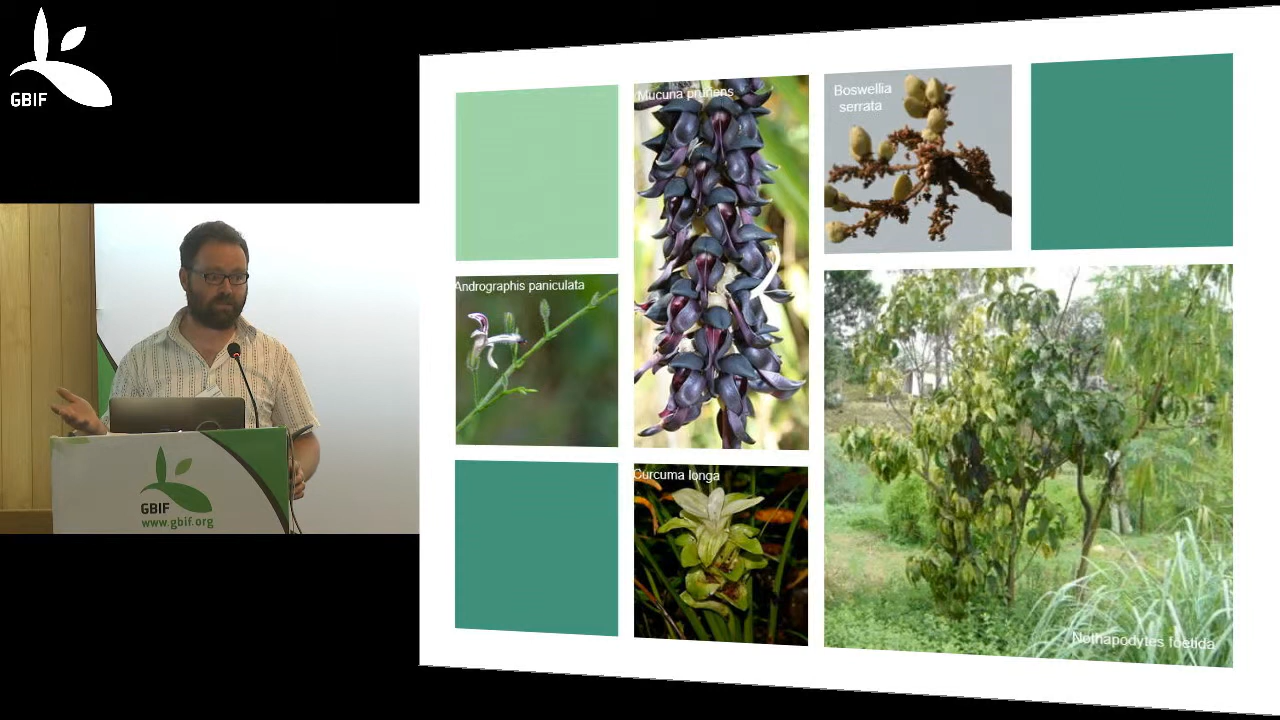 GBIF
Mucuna pruriens
Boswellia
serrata
Andrographis paniculata
Curcuma longa
Nothapodytes foetida
GBIF
www.gbif.org